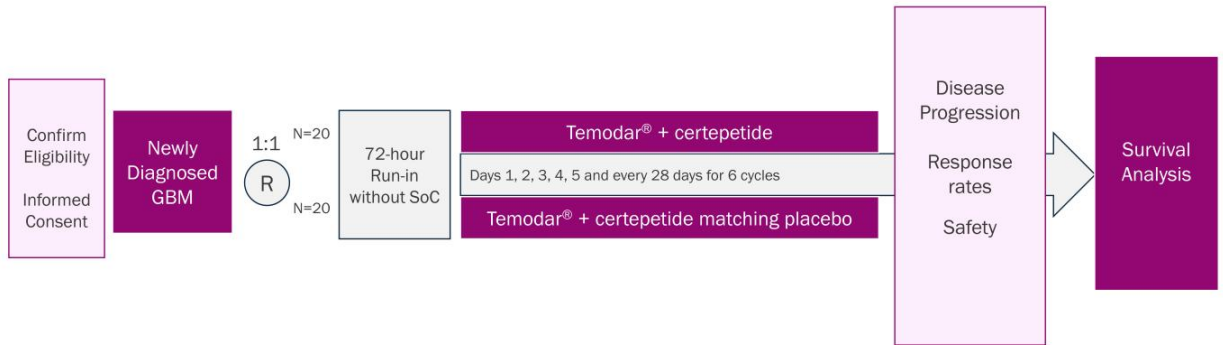 Confirm
Eligibility
Informed
Consent
Newly
Diagnosed
GBM
1:1
R
N=20
N=20
72-hour
Run-in
without SoC
Temodar® + certepetide
Days 1, 2, 3, 4, 5 and every 28 days for 6 cycles
Temodar® + certepetide matching placebo
Disease
Progression
Response
rates
Safety
Survival
Analysis